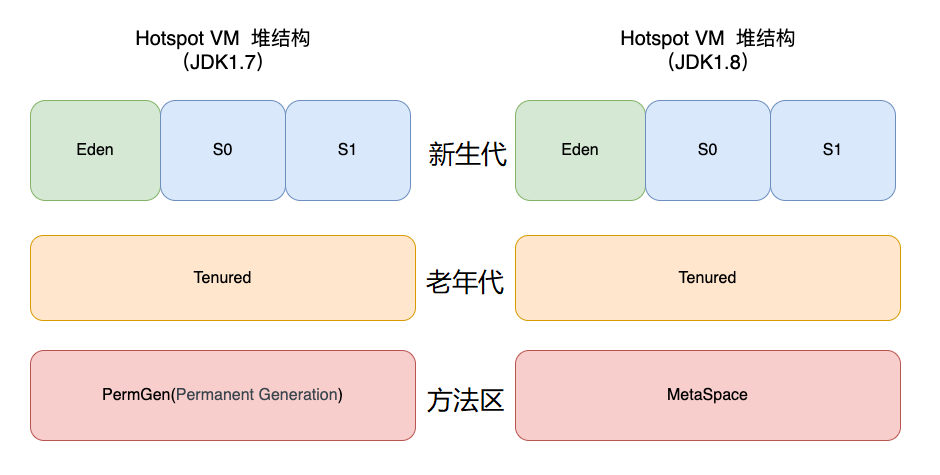 Hotspot VM 堆结构
（JDK1.7）
Hotspot VM 堆结构
（JDK1.8）
Eden
S0
S1
新生代
Eden
S0
S1
Tenured
老年代
Tenured
PermGen(Permanent Generation)
方法区
MetaSpace